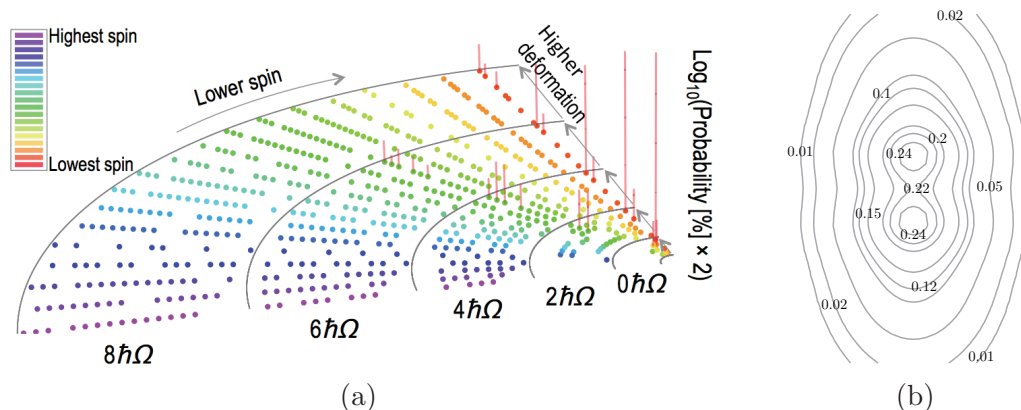 Highest spin
Lowest spin
Lower spin
Higher
deformation
Log10(Probability [%] × 2)
8ħΩ
6ħΩ
4ħΩ
2ħΩ
0ħΩ
(a)
0.02
0.1
0.01
0.24
0.2
0.22
0.05
0.15
0.24
0.12
0.02
0.01
(b)